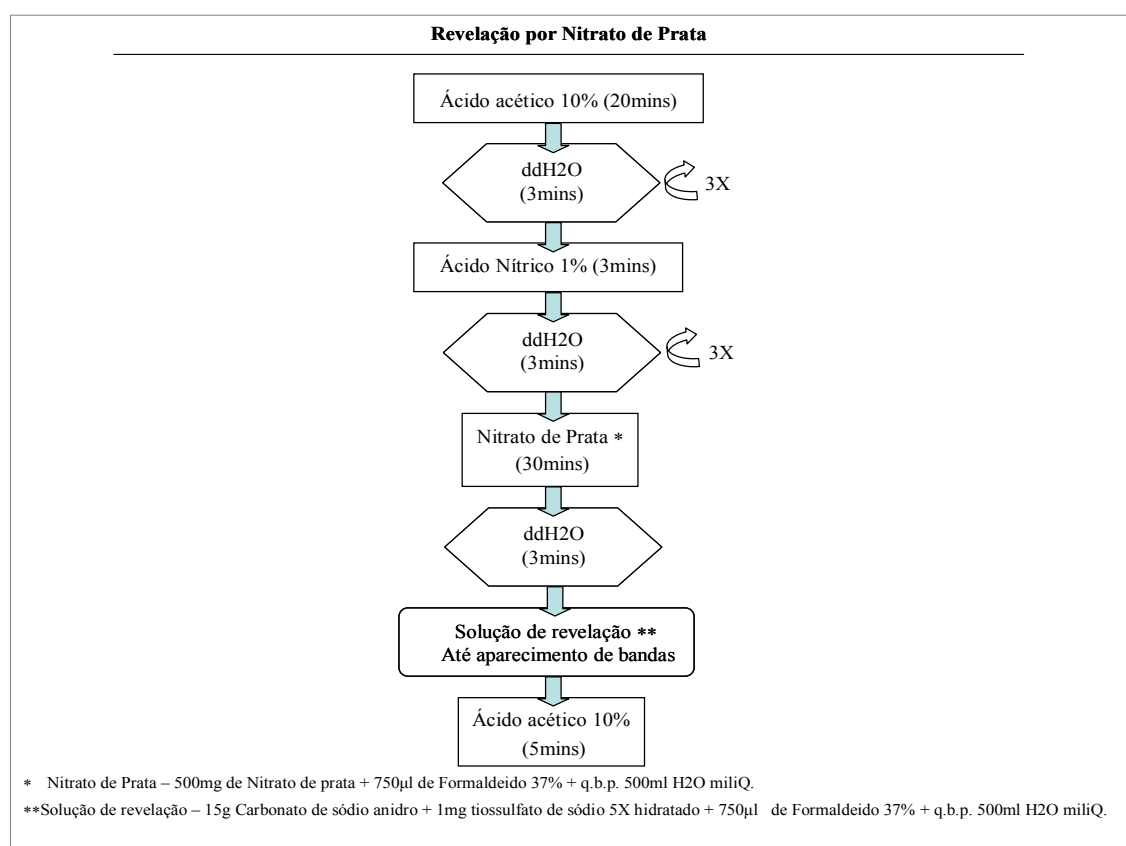 Revelação por Nitrato de Prata
Ácido acético 10% (20mins)
ddH2O
(3mins)
3X
Ácido Nítrico 1% (3mins)
ddH2O
(3mins)
3X
Nitrato de Prata *
(30mins)
ddH2O
(3mins)
Solução de revelação **
Até aparecimento de bandas
Ácido acético 10%
(5mins)
* Nitrato de Prata – 500mg de Nitrato de prata + 750µl de Formaldeido 37% + q.b.p. 500ml H2O miliQ.
**Solução de revelação – 15g Carbonato de sódio anidro + 1mg tiossulfato de sódio 5X hidratado + 750µl de Formaldeido 37% + q.b.p. 500ml H2O miliQ.